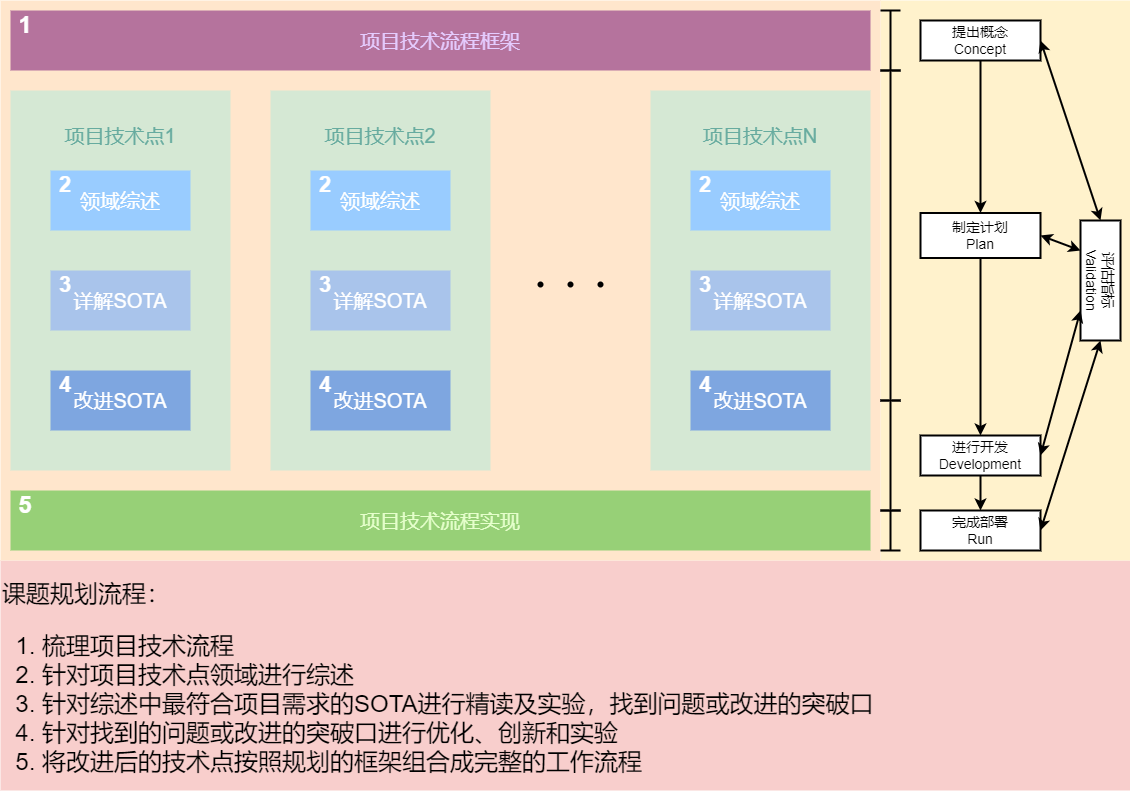 1
项目技术流程框架
项目技术点1
2
领域综述
3
详解SOTA
4
改进SOTA
项目技术点2
2
领域综述
3
详解SOTA
4
改进SOTA
• • •
项目技术点N
2
领域综述
3
详解SOTA
4
改进SOTA
5
项目技术流程实现
提出概念
Concept
制定计划
Plan
评估指标
Validation
进行开发
Development
完成部署
Run
课题规划流程：
1. 梳理项目技术流程
2. 针对项目技术点领域进行综述
3. 针对综述中最符合项目需求的SOTA进行精读及实验，找到问题或改进的突破口
4. 针对找到的问题或改进的突破口进行优化、创新和实验
5. 将改进后的技术点按照规划的框架组合成完整的工作流程